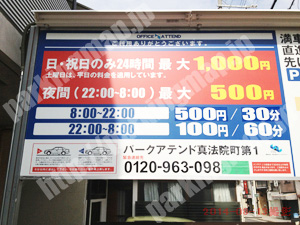 OFFICE ATTEND
ご利用ありがとうございます。
日・祝日のみ24時間 最大1,000円
土曜日は、平日の料金を適用しています。
夜間（22:00-8:00）最大500円
8:00~22:00 500円/30分
22:00~8:00 100円/60分
パークアテンド真法院町第1
0120-963-098
満車
直進
先に
P